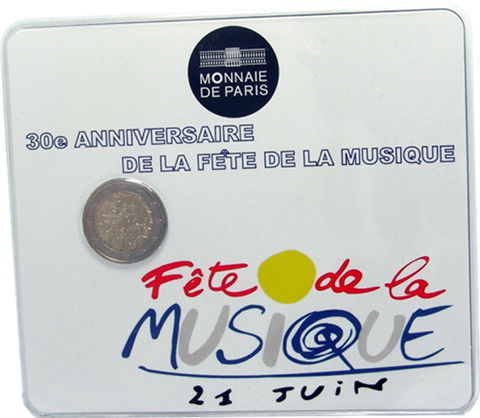 MONNAIE
DE PARIS
30e ANNIVERSAIRE
DE LA FÊTE DE LA MUSIQUE
Fête de la
MUSIQUE
21 JUIN